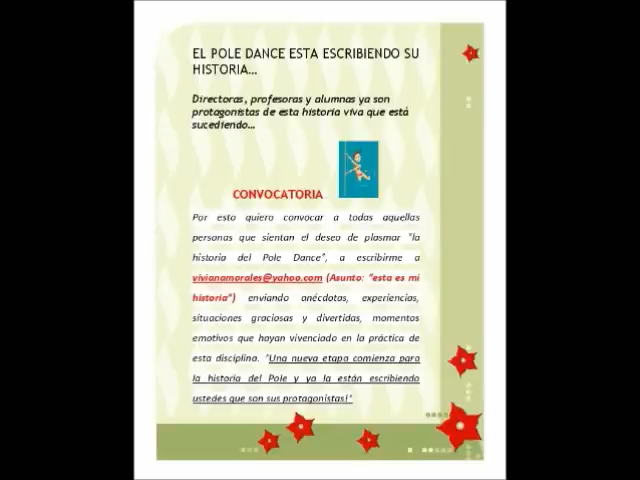 EL POLE DANCE ESTA ESCRIBIENDO SU
HISTORIA…
Directoras, profesoras y alumnas ya son
protagonistas de esta historia viva que está
sucediendo…
CONVOCATORIA
Por esto quiero convocar a todas aquellas
personas que sientan el deseo de plasmar "la
historia del Pole Dance", a escribirme a
vivianamorales@yahoo.com (Asunto: "esta es mi
historia") enviando anécdotas, experiencias,
situaciones graciosas y divertidas, momentos
emotivos que hayan vivenciado en la práctica de
esta disciplina. "Una nueva etapa comienza para
la historia del Pole y ya la están escribiendo
ustedes que son sus protagonistas!"